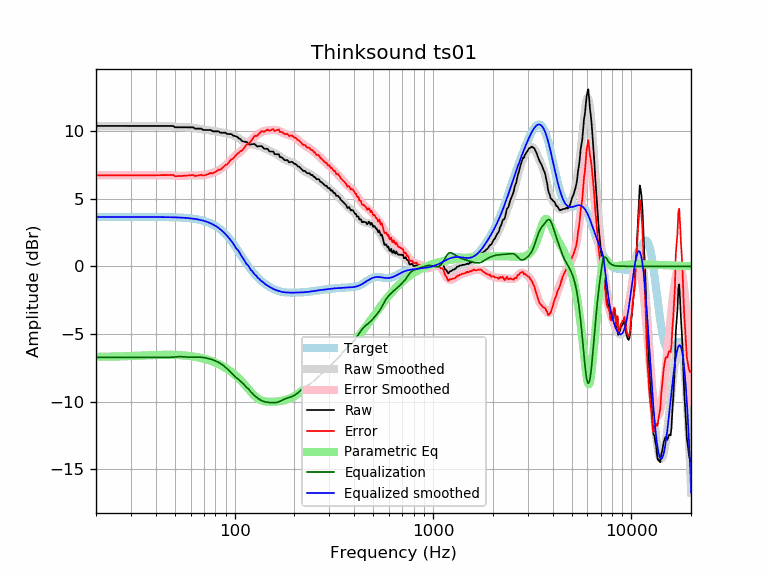 Thinksound ts01
Amplitude (dBr)
10
5
0
−5
−10
−15
Target
Raw Smoothed
Error Smoothed
Raw
Error
Parametric Eq
Equalization
Equalized smoothed
100
1000
10000
Frequency (Hz)